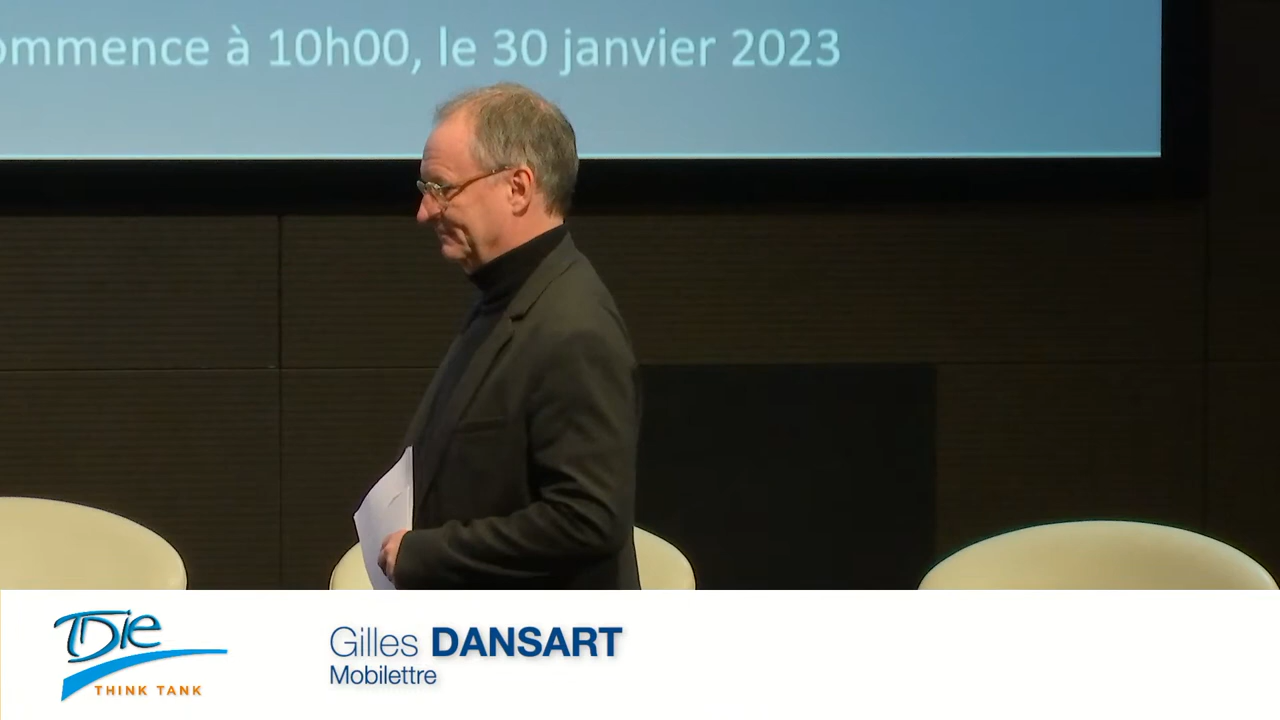 ommence à 10h00, le 30 janvier 2023
TDIE
THINK TANK
Gilles DANSART
Mobilettre